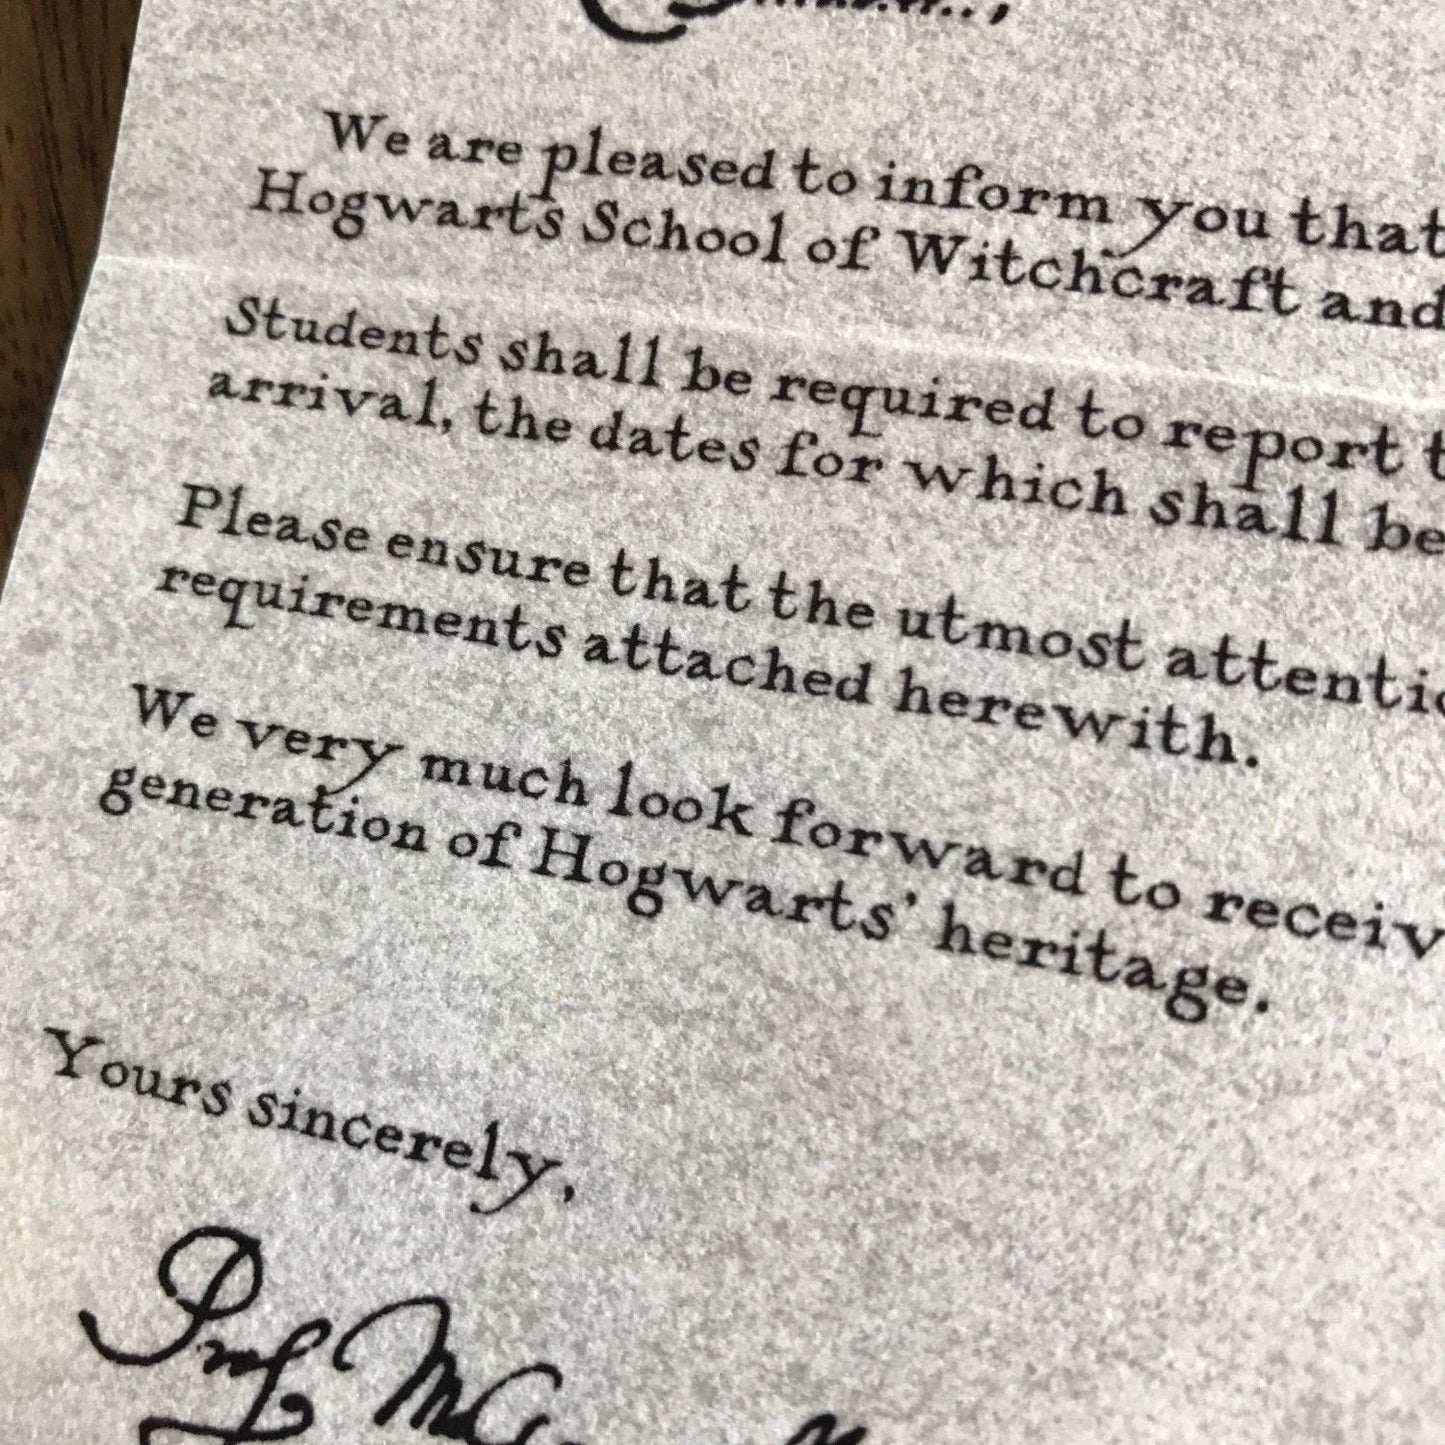 We are pleased to inform you that
Hogwarts School of Witchcraft and
Students shall be required to report
arrival, the dates for which shall be
Please ensure that the utmost
requirements attached herewith.
We very much look forward to
generation of Hogwarts' heritage.
Yours sincerely,
Prof.